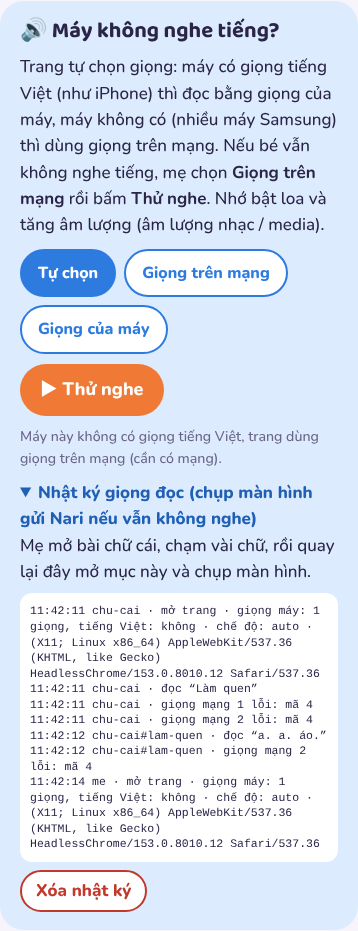 🔊 Máy không nghe tiếng?
Trang tự chọn giọng: máy có giọng tiếng
Việt (như iPhone) thì đọc bằng giọng của
máy, máy không có (nhiều máy Samsung)
thì dùng giọng trên mạng. Nếu bé vẫn
không nghe tiếng, mẹ chọn Giọng trên
mạng rồi bấm Thử nghe. Nhớ bật loa và
tăng âm lượng (âm lượng nhạc / media).
Tự chọn
Giọng trên mạng
Giọng của máy
▶ Thử nghe
Máy này không có giọng tiếng Việt, trang dùng
giọng trên mạng (cần có mạng).
▼ Nhật ký giọng đọc (chụp màn hình
gửi Nari nếu vẫn không nghe)
Mẹ mở bài chữ cái, chạm vài chữ, rồi quay
lại đây mở mục này và chụp màn hình.
11:42:11 chu-cai · mở trang · giọng máy: 1
giọng, tiếng Việt: không · chế độ: auto ·
(X11; Linux x86_64) AppleWebKit/537.36
(KHTML, like Gecko)
HeadlessChrome/153.0.8010.12 Safari/537.36
11:42:11 chu-cai · đọc “Làm quen”
11:42:11 chu-cai · giọng mạng 1 lỗi: mã 4
11:42:11 chu-cai · giọng mạng 2 lỗi: mã 4
11:42:12 chu-cai#lam-quen · đọc “a. a. áo.”
11:42:12 chu-cai#lam-quen · giọng mạng 2
lỗi: mã 4
11:42:14 me · mở trang · giọng máy: 1
giọng, tiếng Việt: không · chế độ: auto ·
(X11; Linux x86_64) AppleWebKit/537.36
(KHTML, like Gecko)
HeadlessChrome/153.0.8010.12 Safari/537.36
Xóa nhật ký